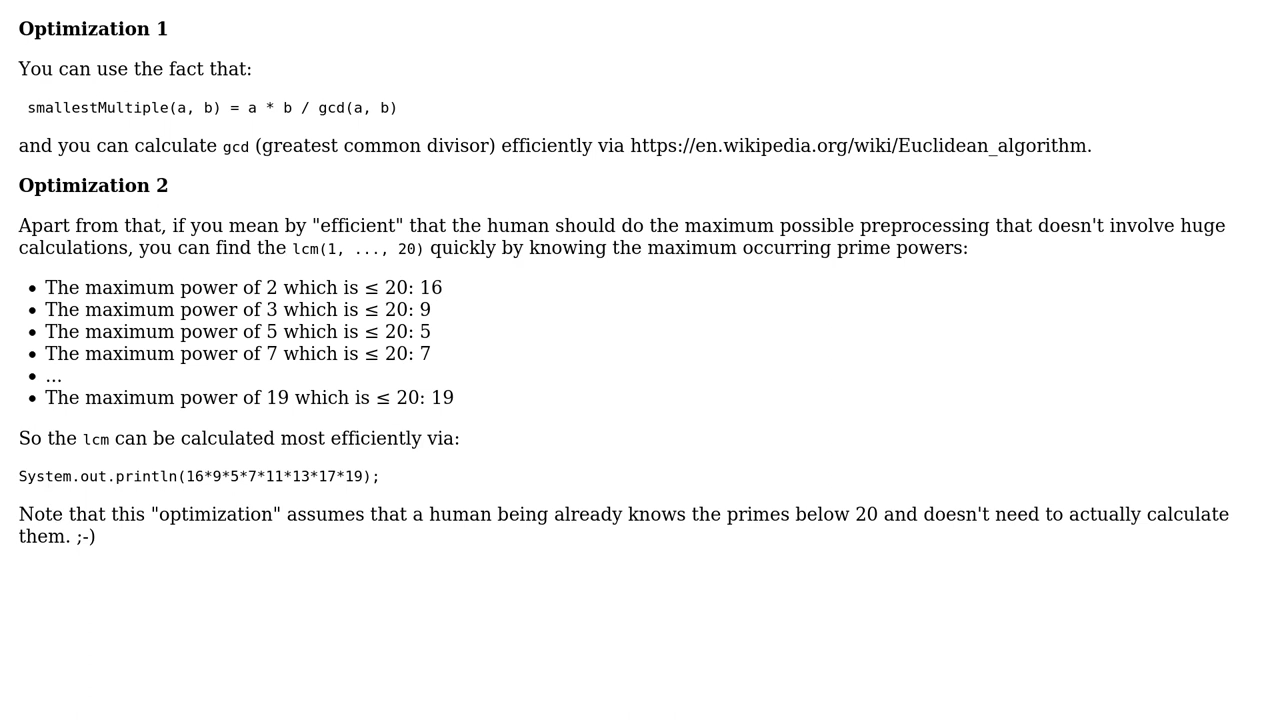 Optimization 1
You can use the fact that:
smallestMultiple(a, b) = a * b / gcd(a, b)
and you can calculate gcd (greatest common divisor) efficiently via https://en.wikipedia.org/wiki/Euclidean_algorithm.
Optimization 2
Apart from that, if you mean by "efficient" that the human should do the maximum possible preprocessing that doesn't involve huge
calculations, you can find the lcm(1, ..., 20) quickly by knowing the maximum occurring prime powers:
• The maximum power of 2 which is ≤ 20: 16
• The maximum power of 3 which is ≤ 20: 9
• The maximum power of 5 which is ≤ 20: 5
• The maximum power of 7 which is ≤ 20: 7
• ...
• The maximum power of 19 which is ≤ 20: 19
So the lcm can be calculated most efficiently via:
System.out.println(16*9*5*7*11*13*17*19);
Note that this "optimization" assumes that a human being already knows the primes below 20 and doesn't need to actually calculate
them. ;-)